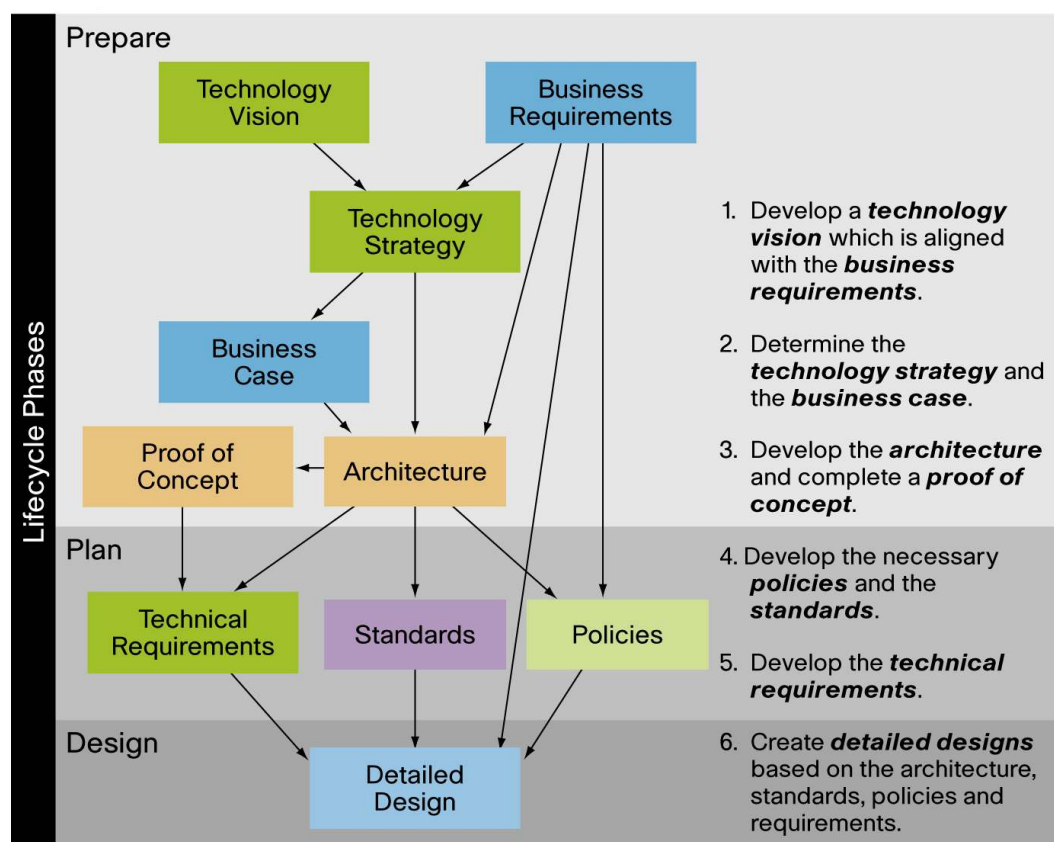 Lifecycle Phases
Prepare
Technology
Vision
Business
Requirements
Technology
Strategy
Business
Case
Proof of
Concept
Architecture
Plan
Technical
Requirements
Standards
Policies
Design
Detailed
Design
1. Develop a technology
vision which is aligned
with the business
requirements.
2. Determine the
technology strategy and
the business case.
3. Develop the architecture
and complete a proof of
concept.
4. Develop the necessary
policies and the
standards.
5. Develop the technical
requirements.
6. Create detailed designs
based on the architecture,
standards, policies and
requirements.